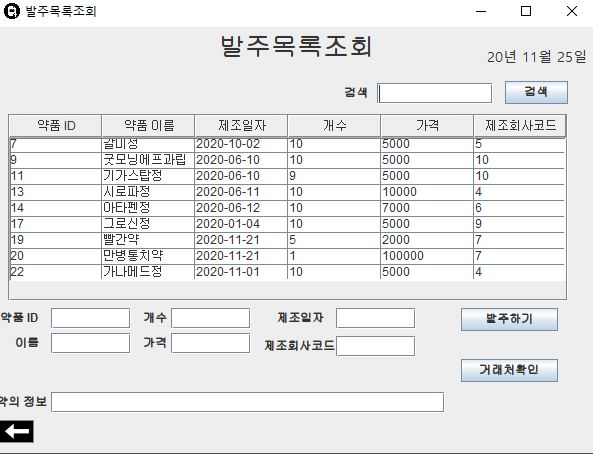 발주목록조회
발주목록조회
20년 11월 25일
검색 검색
약품 ID 약품 이름 제조일자 개수 가격 제조회사코드
7 갈미정 2020-10-02 10 5000 5
9 굿모닝에프과립 2020-06-10 10 5000 10
11 기가스탑정 2020-06-10 9 5000 10
13 시로파정 2020-06-11 10 10000 4
14 아타펜정 2020-06-12 10 7000 6
17 그로신정 2020-01-04 10 5000 9
19 빨간약 2020-11-21 5 2000 7
20 만병통치약 2020-11-21 1 100000 7
22 가나메드정 2020-11-01 10 5000 4
약품 ID 개수 제조일자 발주하기
이름 가격 제조회사코드
거래처확인
약의 정보